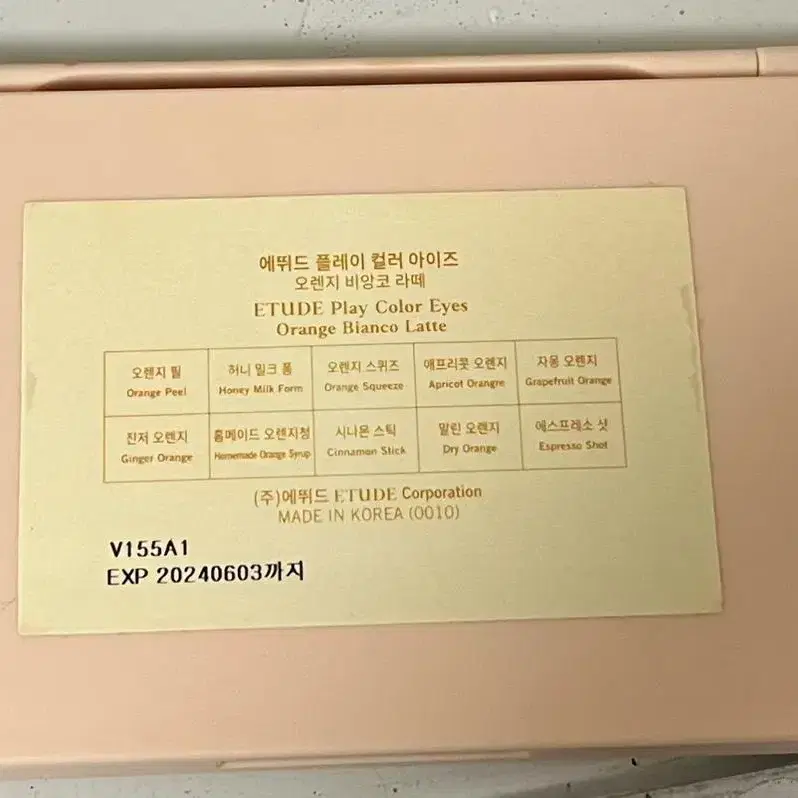 에뛰드 플레이 컬러 아이즈
오렌지 비앙코 라떼
ETUDE Play Color Eyes
Orange Bianco Latte
오렌지 필 허니 밀크 폼 오렌지 스퀴즈 애프리콧 오렌지 자몽 오렌지
Orange Peel Honey Milk Form Orange Squeeze Apricot Orangre Grapefruit Orange
진저 오렌지 홈메이드 오렌지청 시나몬 스틱 말린 오렌지 에스프레소 샷
Ginger Orange Homemade Orange Syrup Cinnamon Stick Dry Orange Espresso Shot
(주)에뛰드 ETUDE Corporation
MADE IN KOREA (0010)
V155A1
EXP 20240603까지